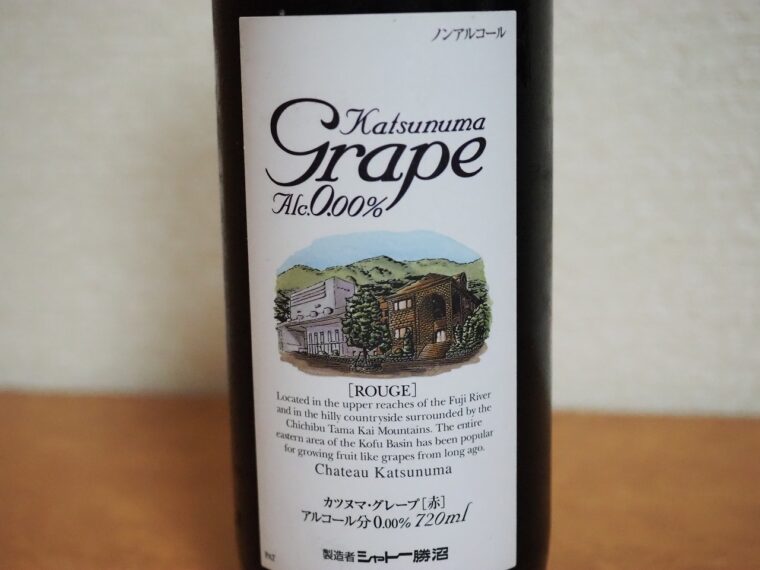 ノンアルコール
Katsunuma
Grape
Alc.0.00%
[ROUGE]
Located in the upper reaches of the Fuji River
and in the hilly countryside surrounded by the
Chichibu Tama Kai Mountains. The entire
eastern area of the Kofu Basin has been popular
for growing fruit like grapes from long ago.
Chateau Katsunuma
カツヌマ・グレープ[赤]
アルコール分0.00% 720ml
製造者 シャトー勝沼